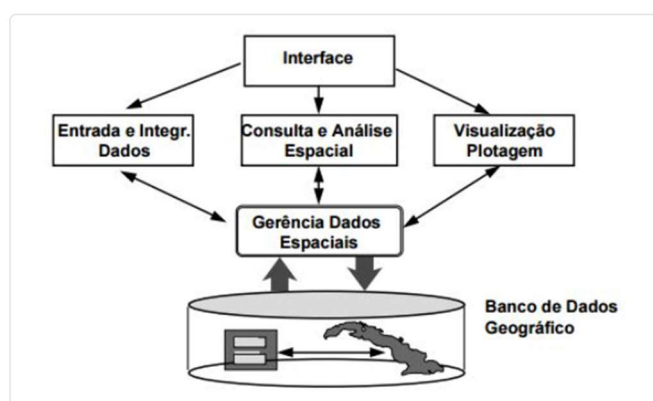 Interface
Entrada e Integr.
Dados
Consulta e Análise
Espacial
Visualização
Plotagem
Gerência Dados
Espaciais
Banco de Dados
Geográfico